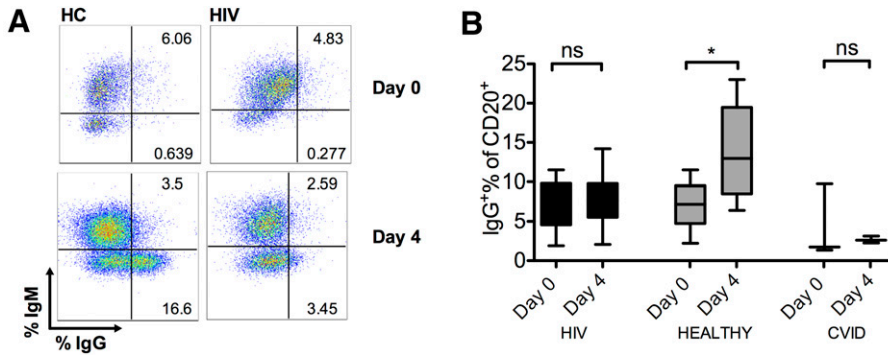 A
HC
HIV
6.06
4.83
Day 0
0.639
0.277
3.5
2.59
Day 4
16.6
3.45
% IgM
% IgG
B
ns
*
ns
25
20
15
10
5
0
IgG⁺% of CD20⁺
Day 0
Day 4
Day 0
Day 4
Day 0
Day 4
HIV
HEALTHY
CVID